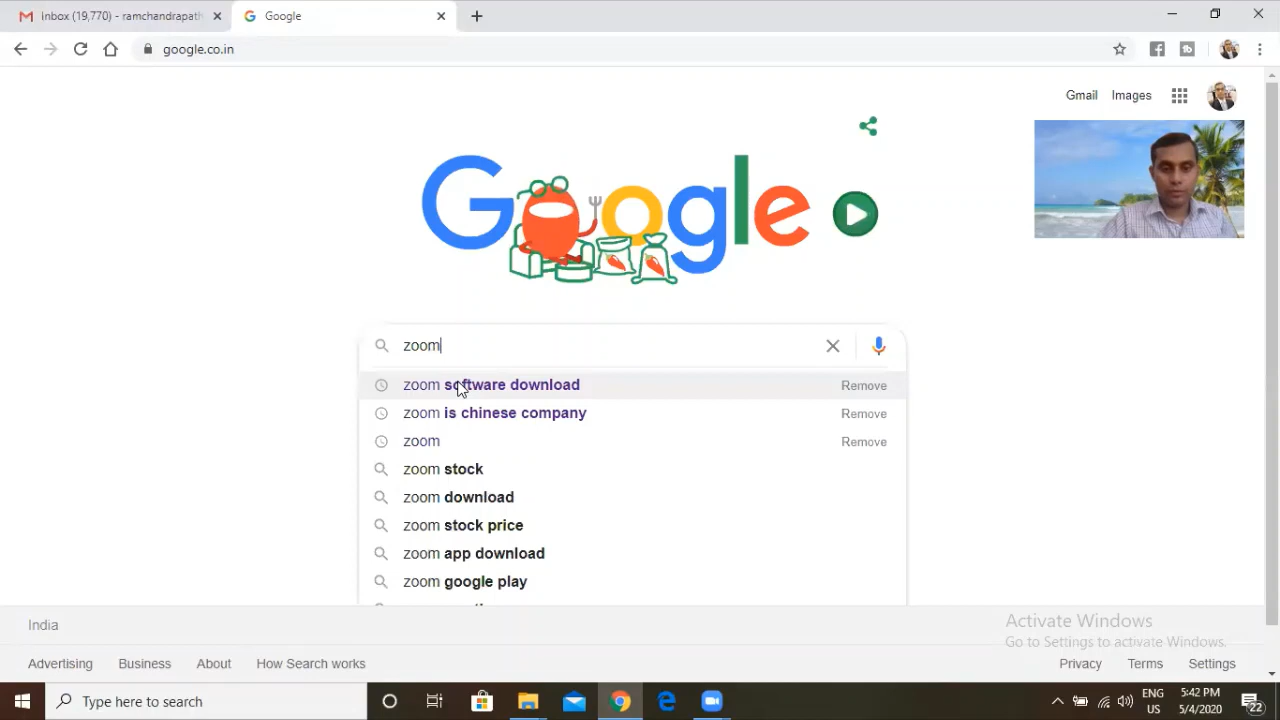 Inbox (19,770) - ramchandrapath
Google
google.co.in
Gmail Images
Google
zoom
zoom software download Remove
zoom is chinese company Remove
zoom Remove
zoom stock
zoom download
zoom stock price
zoom app download
zoom google play
India
Activate Windows
Go to Settings to activate Windows.
Advertising Business About How Search works Privacy Terms Settings
Type here to search
ENG 5:42 PM
US 5/4/2020 22